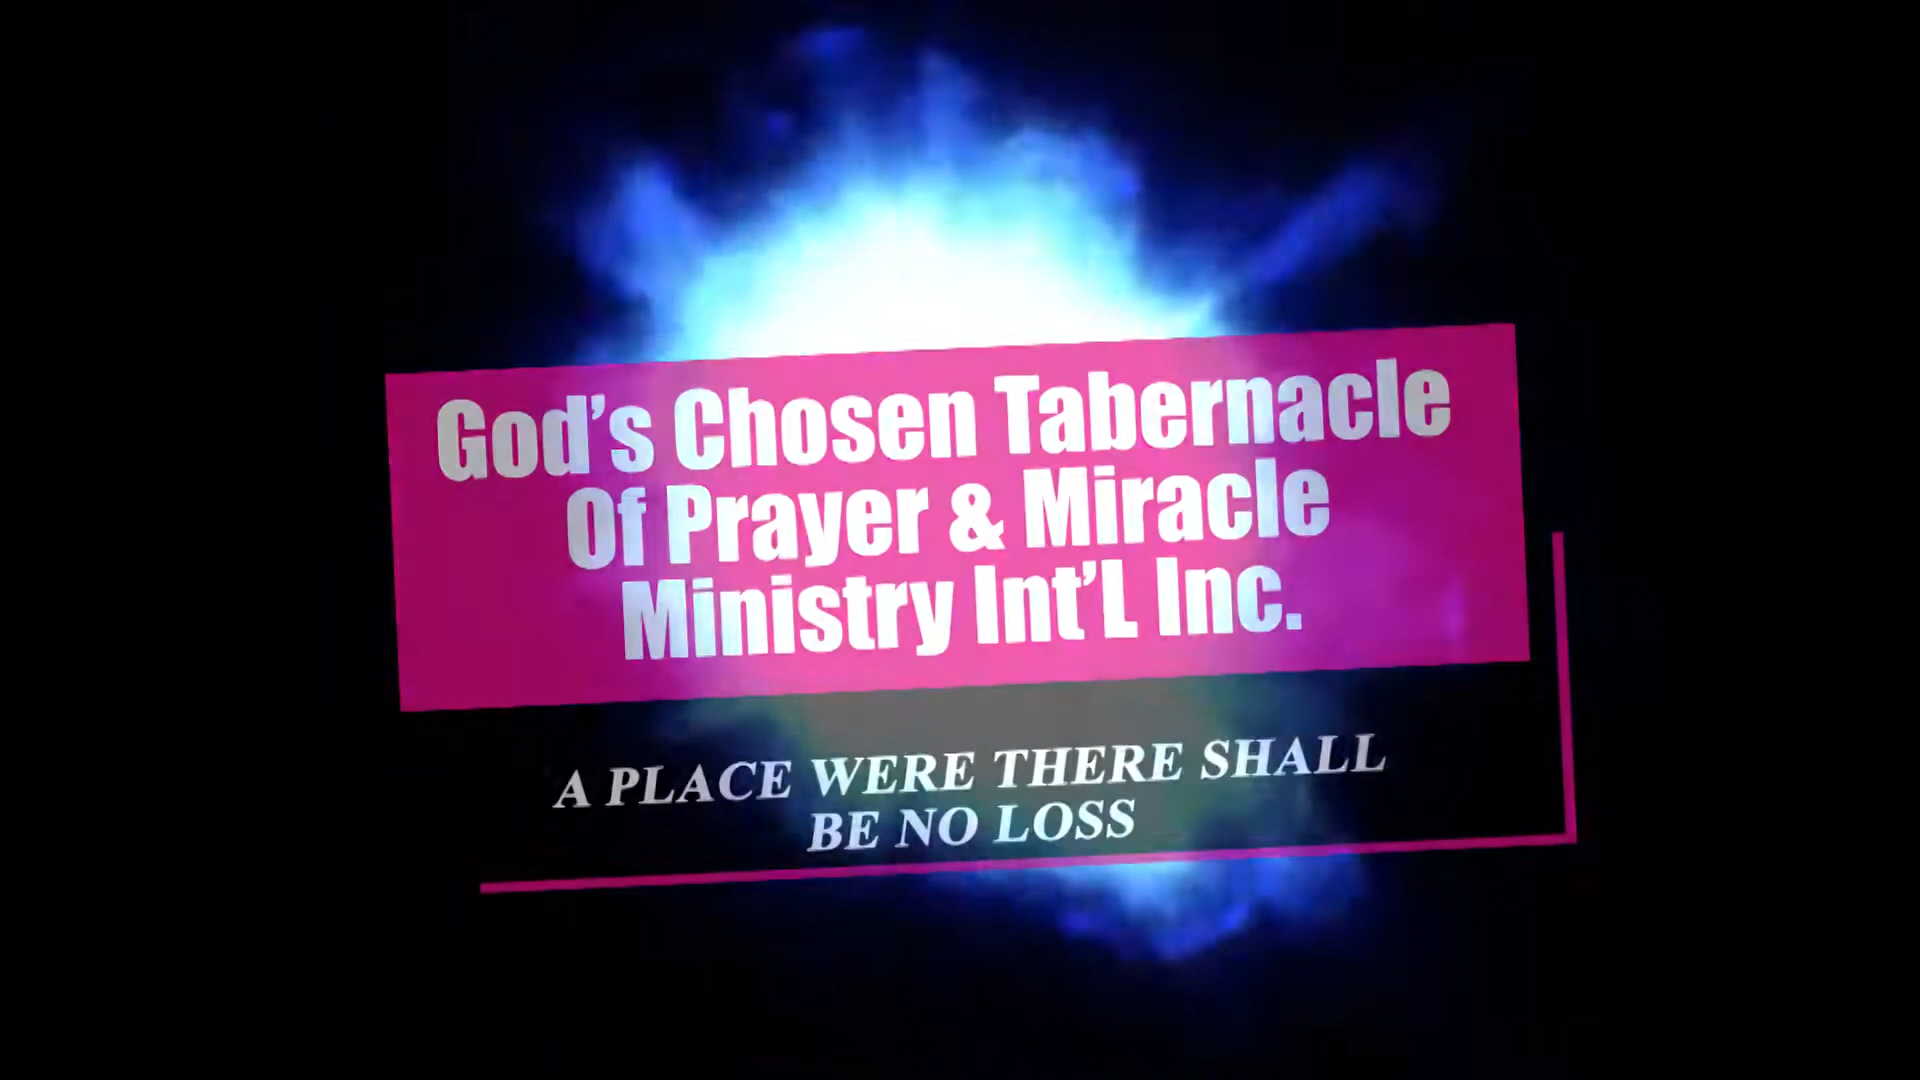 God's Chosen Tabernacle
Of Prayer & Miracle
Ministry Int'L Inc.
A PLACE WERE THERE SHALL
BE NO LOSS